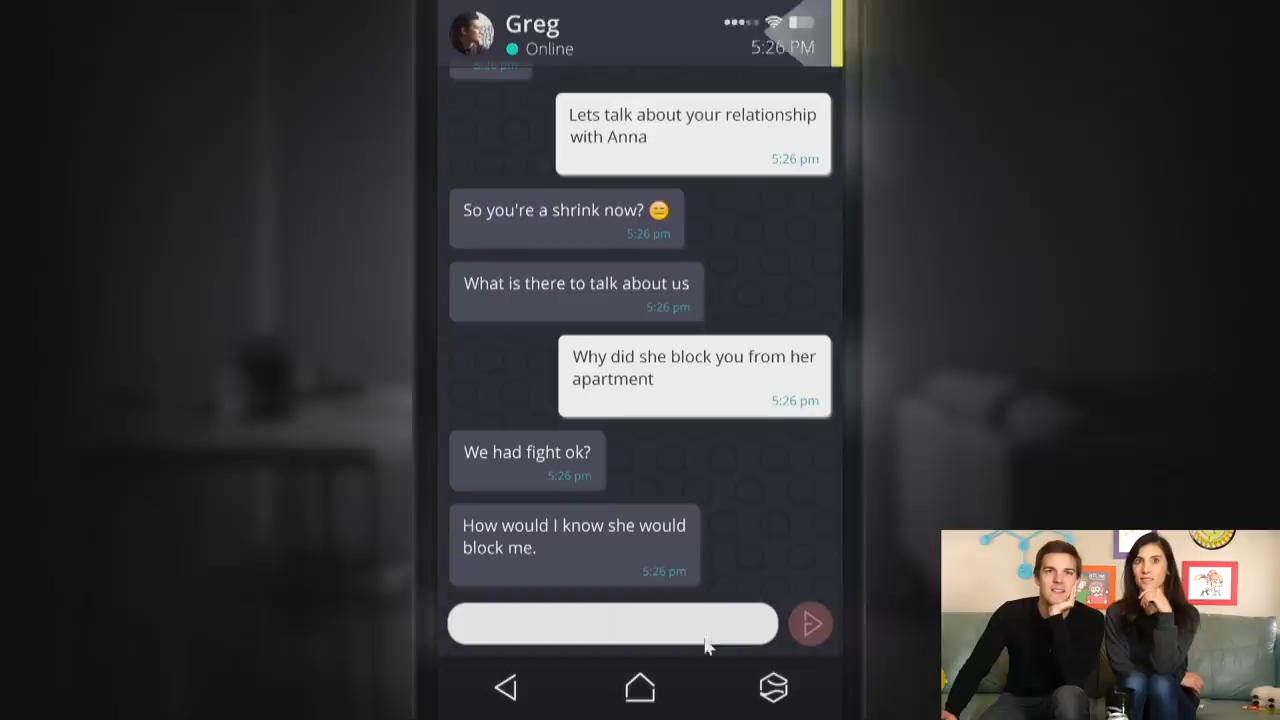 Greg
Online
5:26 PM
5:26 pm
Lets talk about your relationship
with Anna
5:26 pm
So you're a shrink now? 😑
5:26 pm
What is there to talk about us
5:26 pm
Why did she block you from her
apartment
5:26 pm
We had fight ok?
5:26 pm
How would I know she would
block me.
5:26 pm